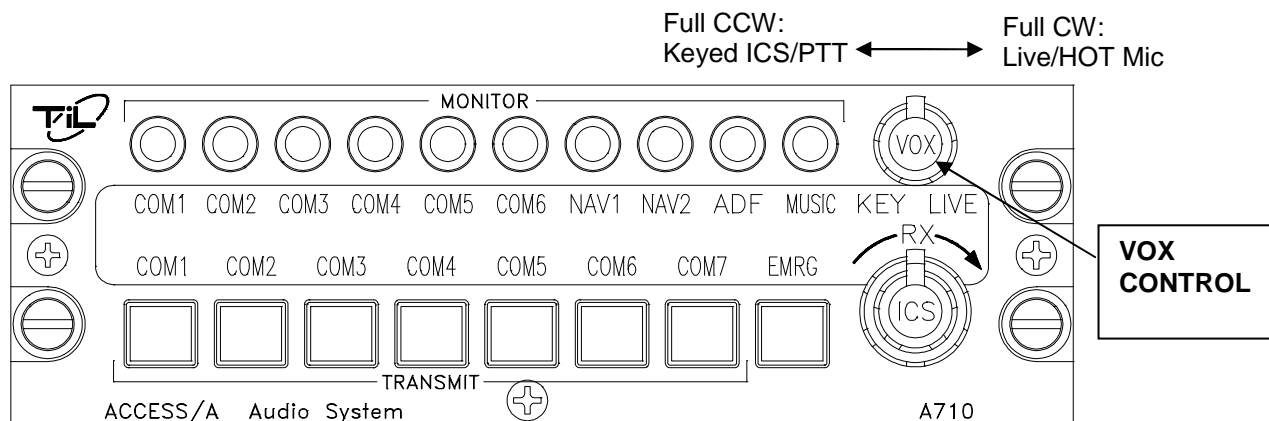 Full CCW:
Keyed ICS/PTT
Full CW:
Live/HOT Mic
TiL
MONITOR
VOX
COM1 COM2 COM3 COM4 COM5 COM6 NAV1 NAV2 ADF MUSIC KEY LIVE
RX
COM1 COM2 COM3 COM4 COM5 COM6 COM7 EMRG
ICS
VOX
CONTROL
TRANSMIT
ACCESS/A Audio System
A710